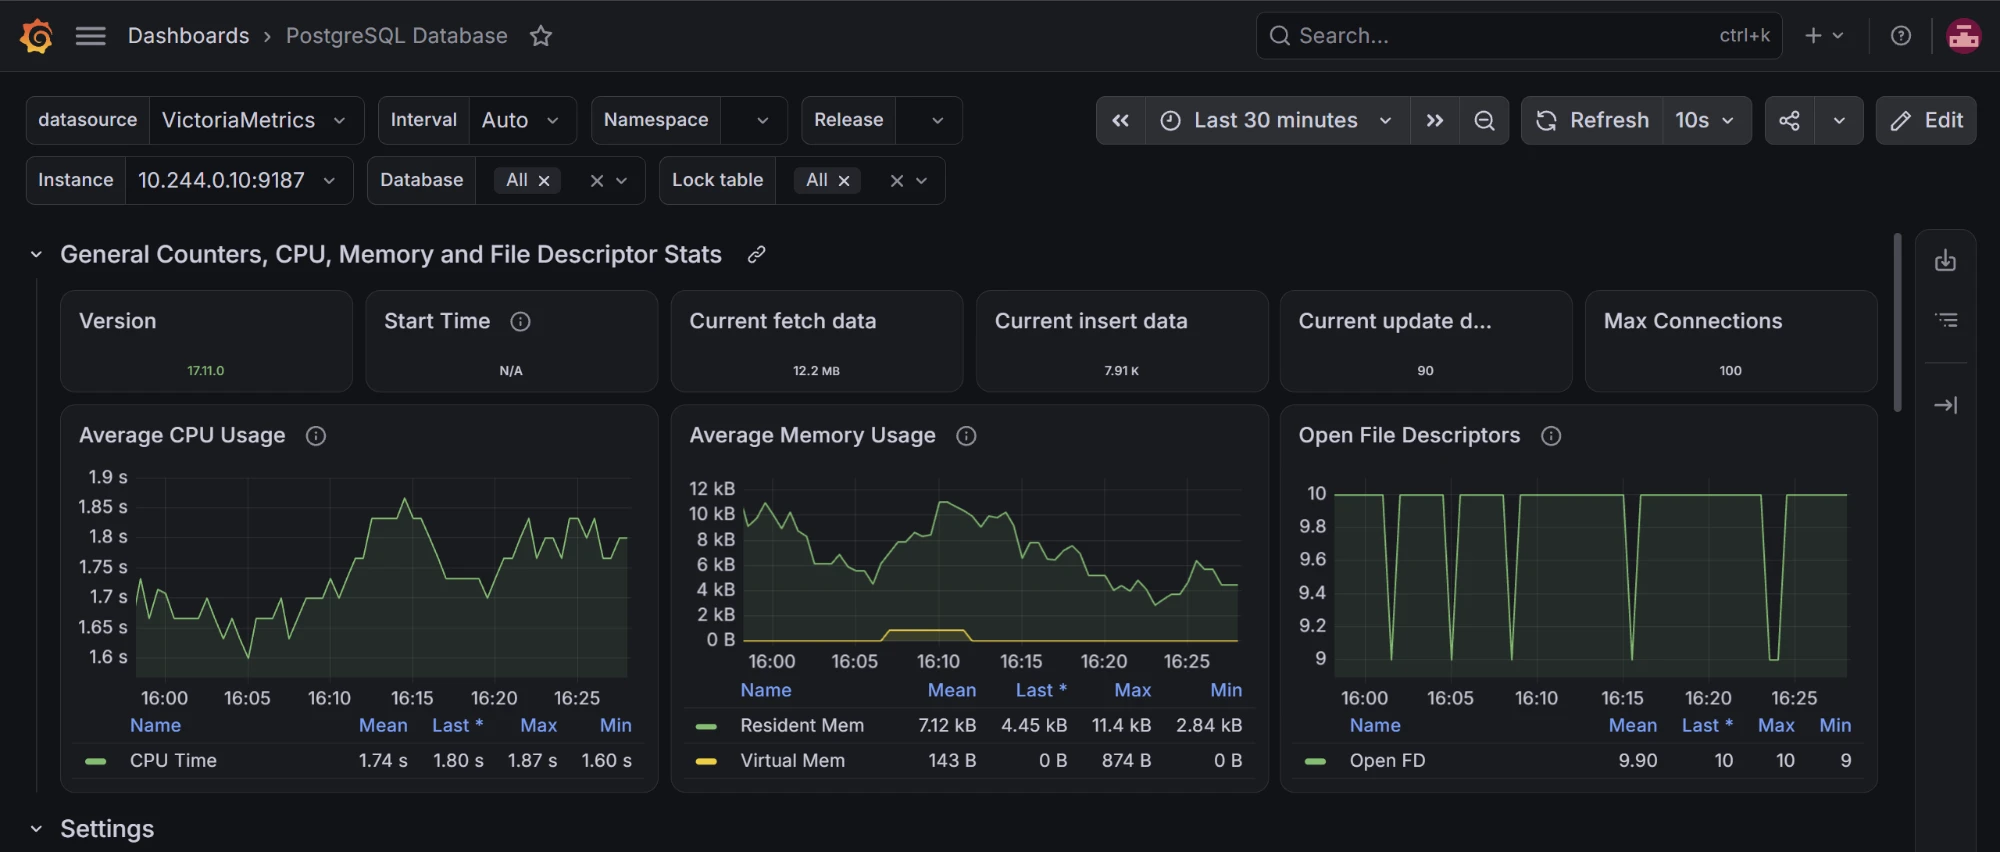 Dashboards › PostgreSQL Database
Search... ctrl+k
datasource VictoriaMetrics Interval Auto Namespace Release Last 30 minutes Refresh 10s Edit
Instance 10.244.0.10:9187 Database All Lock table All
General Counters, CPU, Memory and File Descriptor Stats
Version
17.11.0
Start Time
N/A
Current fetch data
12.2 MB
Current insert data
7.91 K
Current update d...
90
Max Connections
100
Average CPU Usage
1.9 s
1.85 s
1.8 s
1.75 s
1.7 s
1.65 s
1.6 s
16:00 16:05 16:10 16:15 16:20 16:25
Name Mean Last * Max Min
CPU Time 1.74 s 1.80 s 1.87 s 1.60 s
Average Memory Usage
12 kB
10 kB
8 kB
6 kB
4 kB
2 kB
0 B
16:00 16:05 16:10 16:15 16:20 16:25
Name Mean Last * Max Min
Resident Mem 7.12 kB 4.45 kB 11.4 kB 2.84 kB
Virtual Mem 143 B 0 B 874 B 0 B
Open File Descriptors
10
9.8
9.6
9.4
9.2
9
16:00 16:05 16:10 16:15 16:20 16:25
Name Mean Last * Max Min
Open FD 9.90 10 10 9
Settings